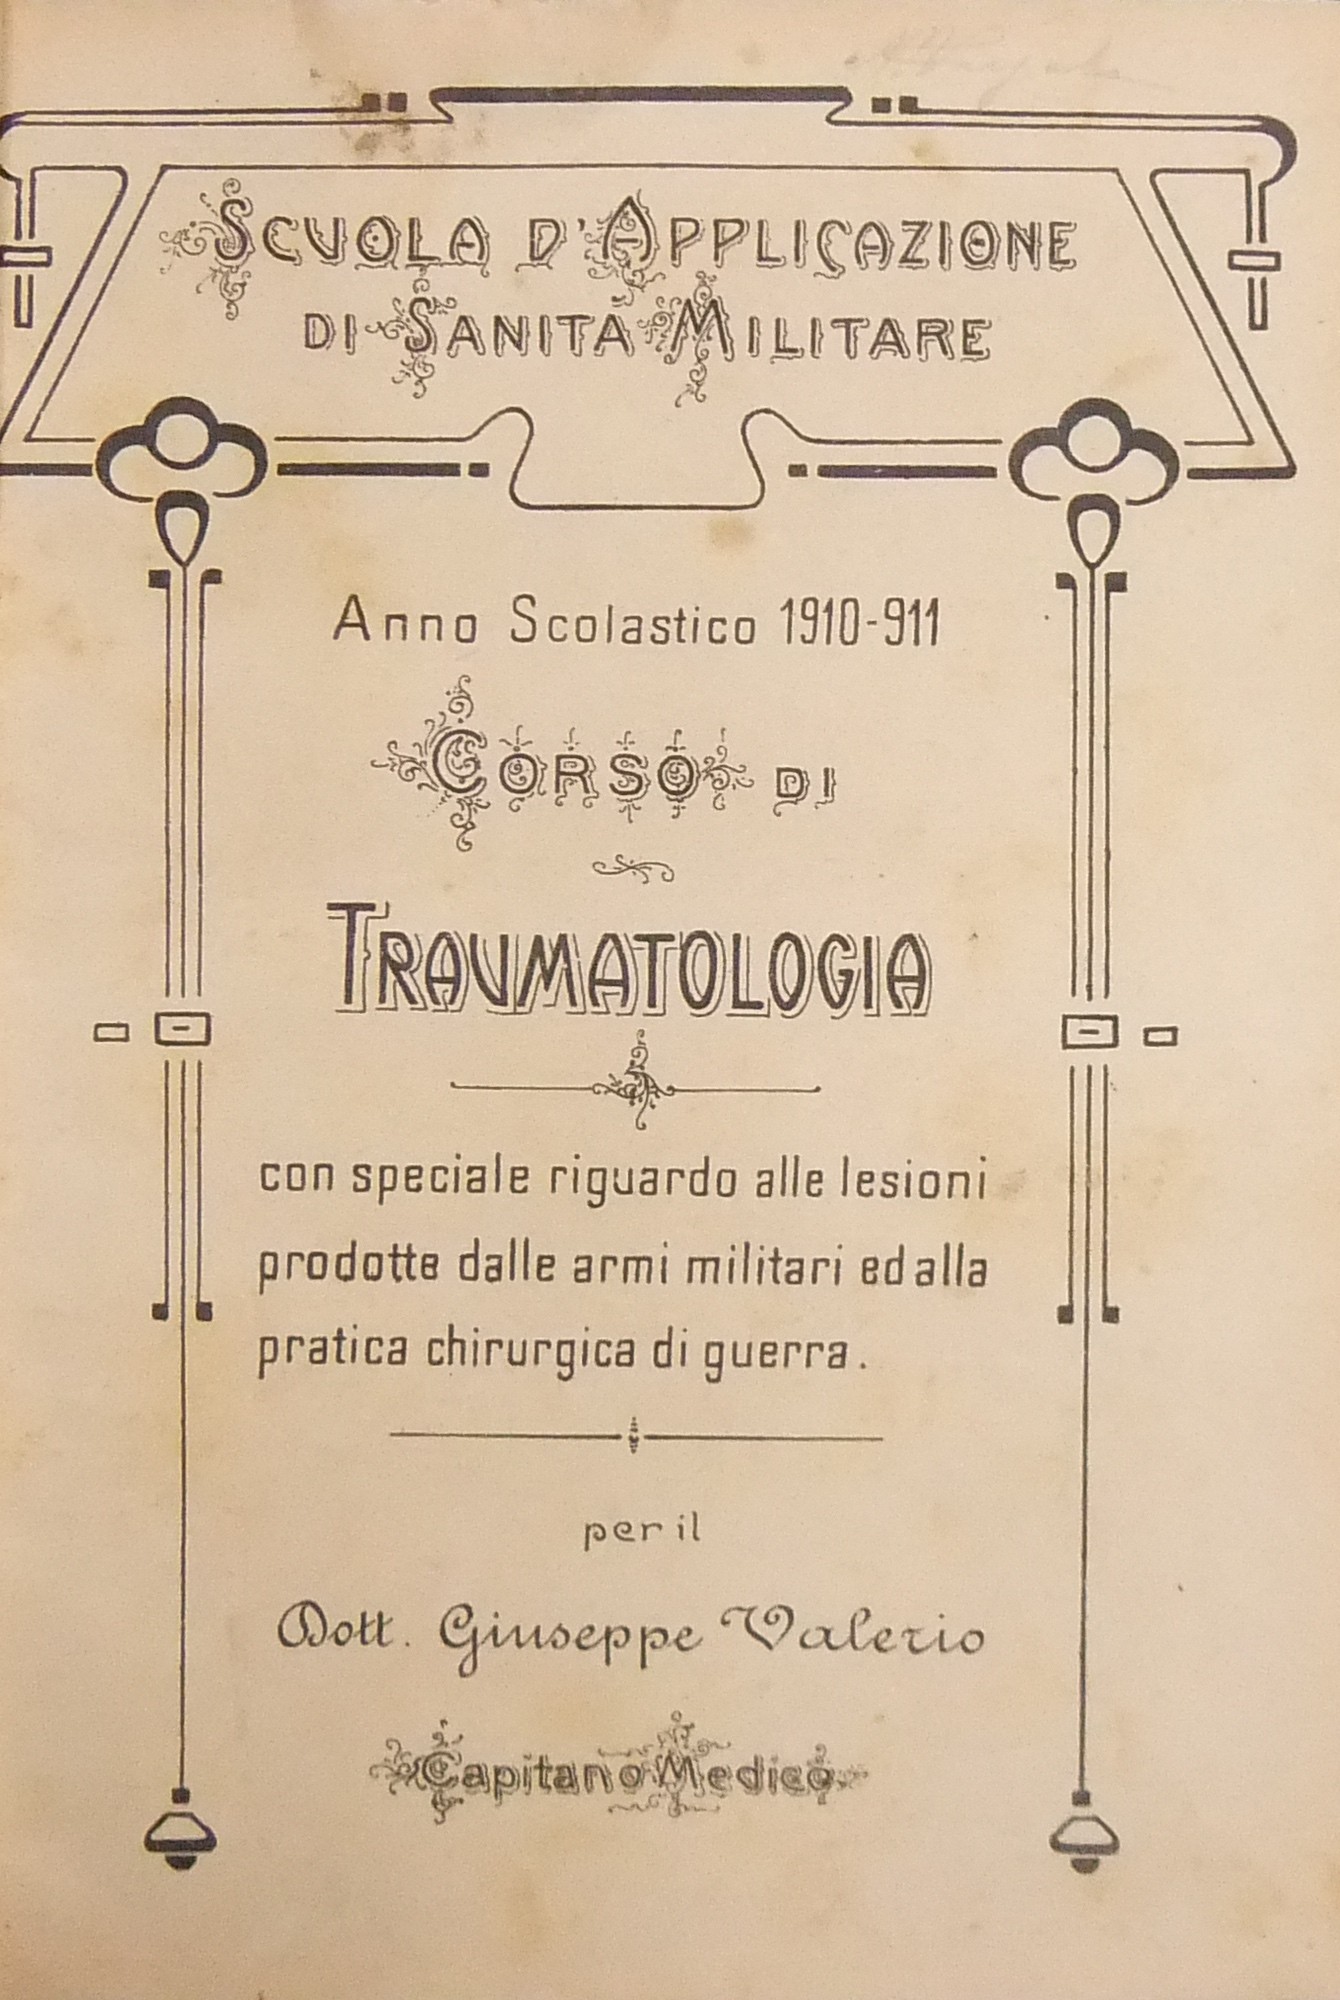 SCUOLA D'APPLICAZIONE
DI SANITÀ MILITARE
Anno Scolastico 1910-911
CORSO DI
TRAUMATOLOGIA
con speciale riguardo alle lesioni
prodotte dalle armi militari ed alla
pratica chirurgica di guerra.
per il
Dott. Giuseppe Valerio
Capitano Medico.